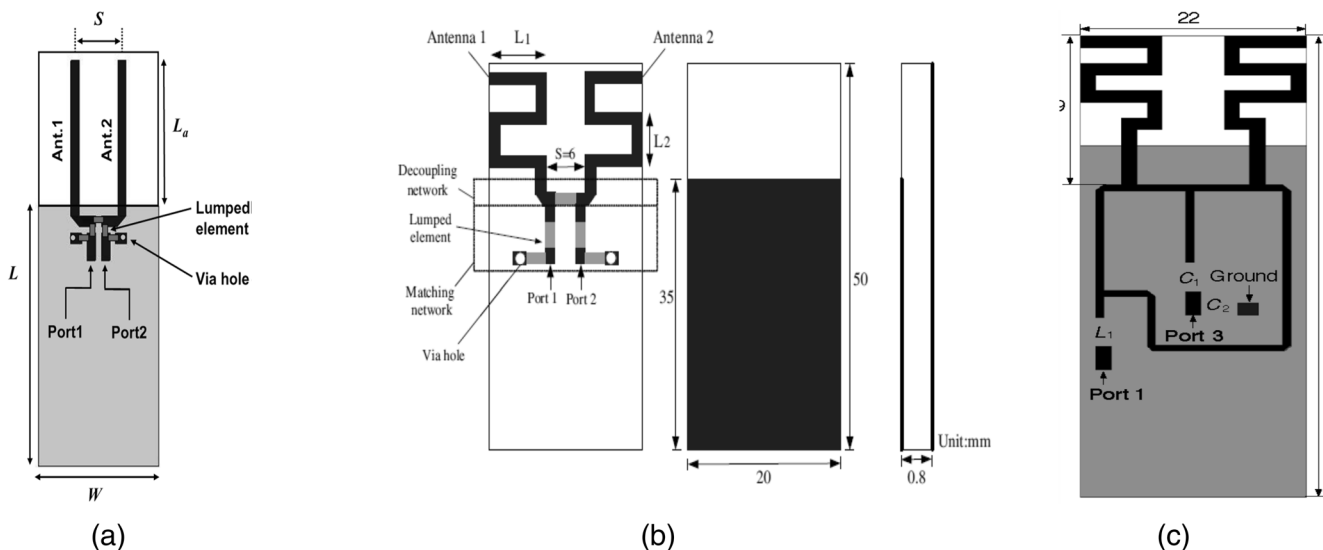 S
Ant.1
Ant.2
La
Lumped
element
Via hole
L
Port1
Port2
W
(a)
Antenna 1
L1
Antenna 2
L2
S=6
Decoupling
network
Lumped
element
Matching
network
Port 1
Port 2
Via hole
35
50
20
Unit:mm
0.8
(b)
22
9
C1
Ground
C2
Port 3
L1
Port 1
(c)